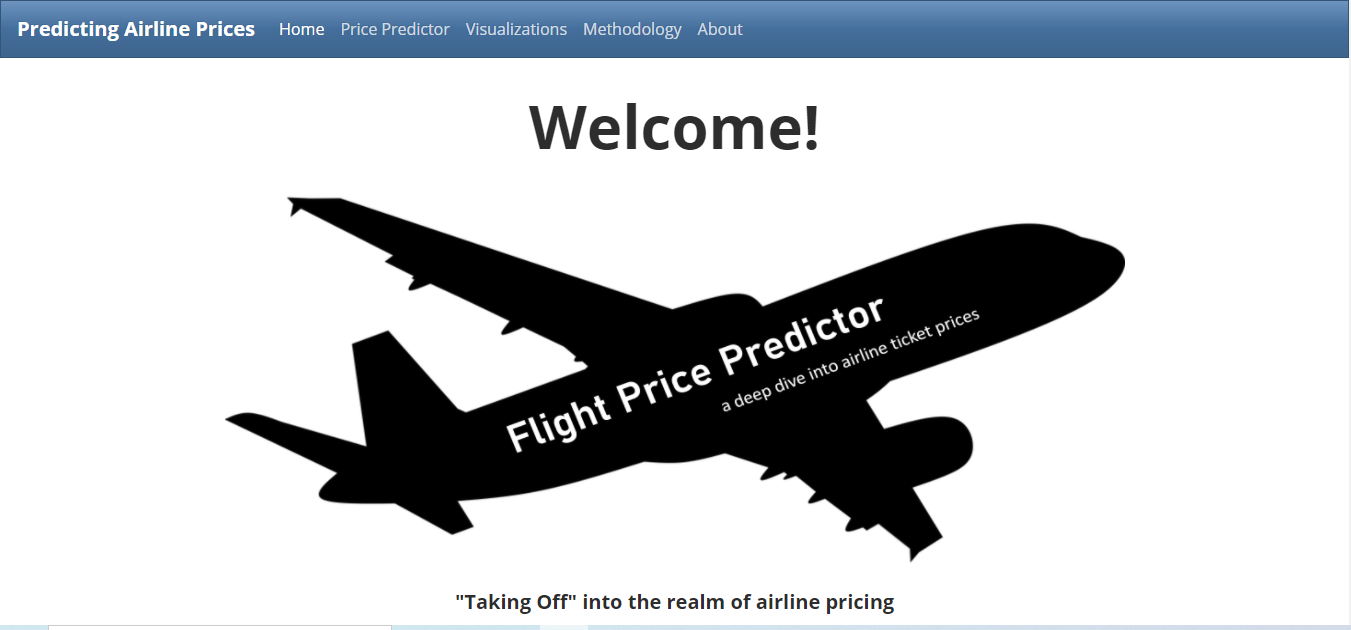 Predicting Airline Prices Home Price Predictor Visualizations Methodology About
Welcome!
Flight Price Predictor
a deep dive into airline ticket prices
"Taking Off" into the realm of airline pricing